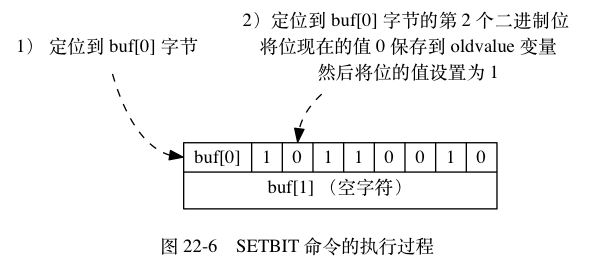 1） 定位到 buf[0] 字节
2）定位到 buf[0] 字节的第 2 个二进制位
将位现在的值 0 保存到 oldvalue 变量
然后将位的值设置为 1
buf[0] 1 0 1 1 0 0 1 0
buf[1] （空字符）
图 22-6 SETBIT 命令的执行过程